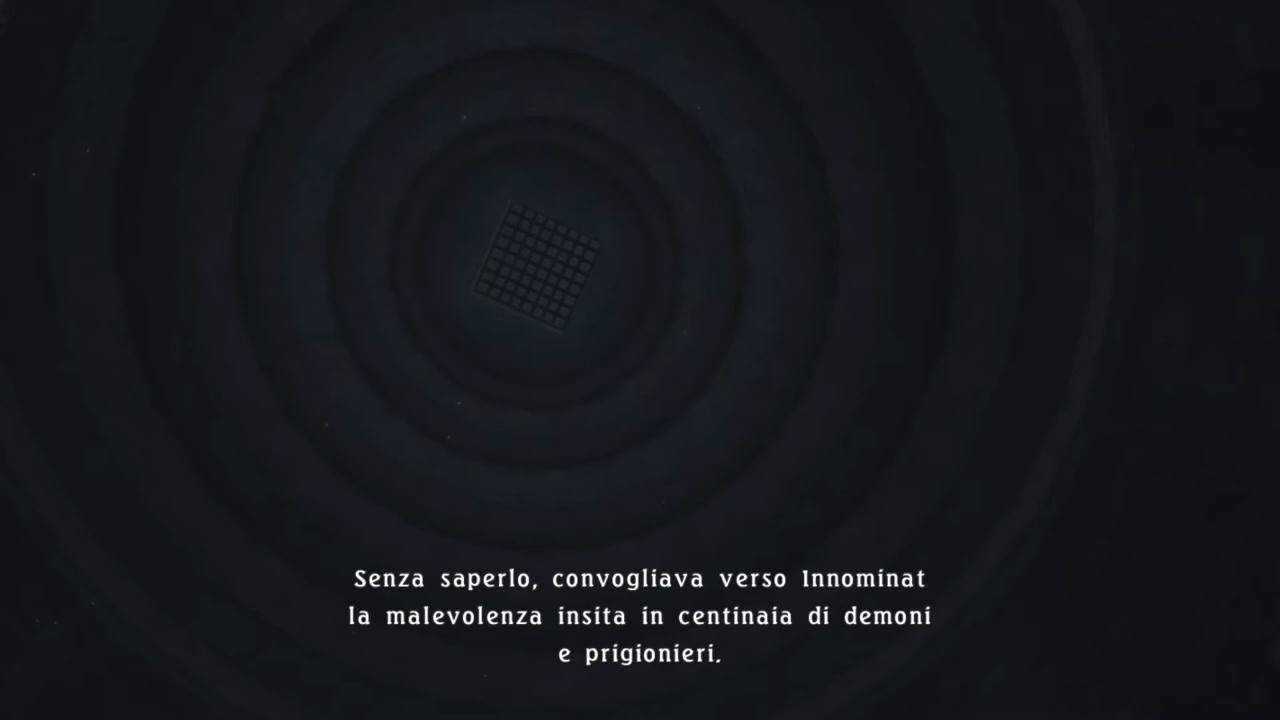 Senza saperlo, convogliava verso Innominat
la malevolenza insita in centinaia di demoni
e prigionieri.